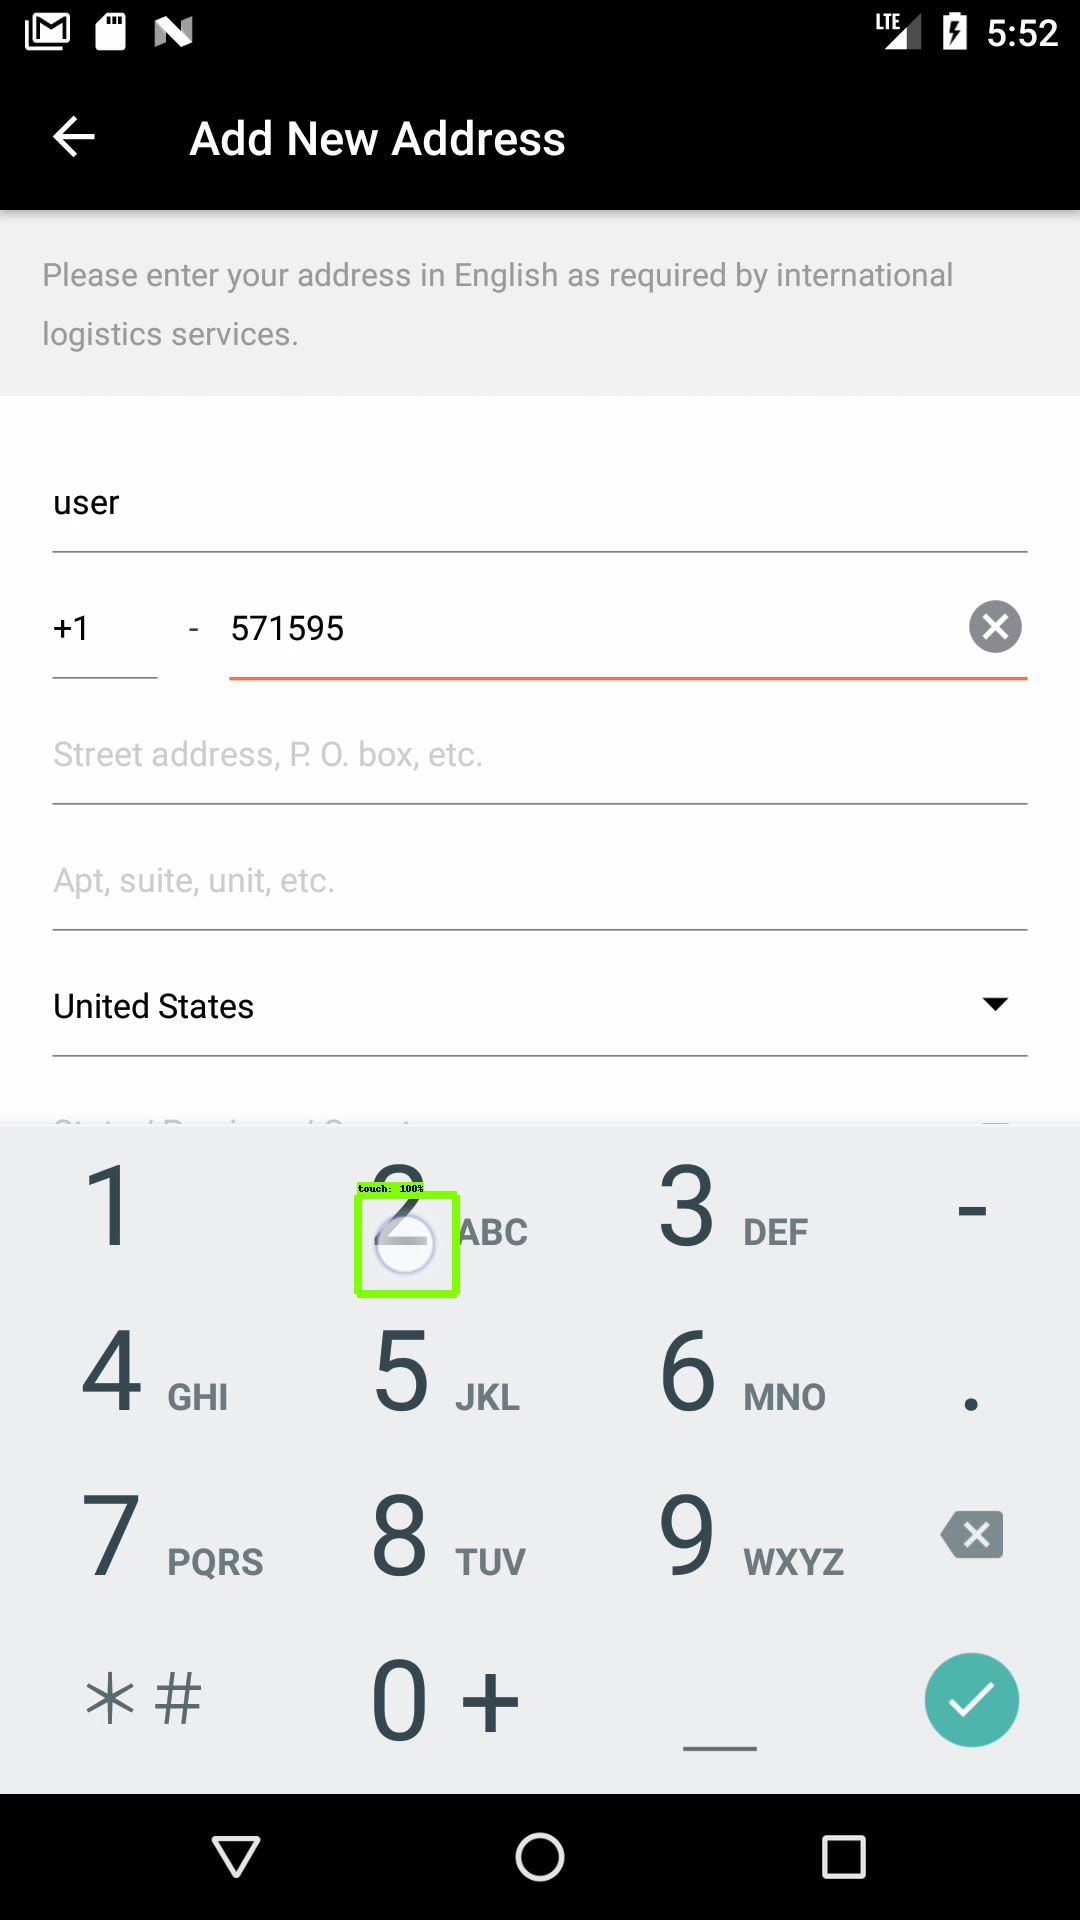 LTE 5:52
Add New Address
Please enter your address in English as required by international
logistics services.
user
+1 - 571595
Street address, P. O. box, etc.
Apt, suite, unit, etc.
United States
1 2 ABC 3 DEF -
touch: 100%
4 GHI 5 JKL 6 MNO .
7 PQRS 8 TUV 9 WXYZ
* # 0 +